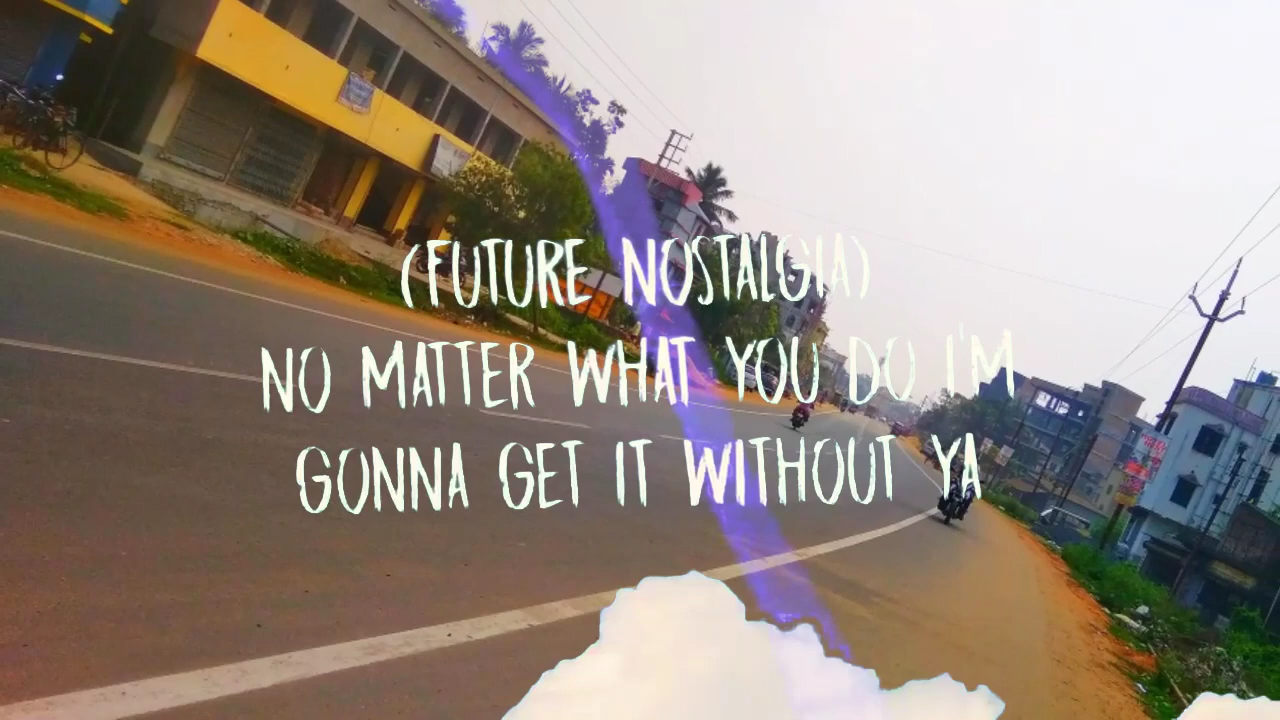 (FUTURE NOSTALGIA)
NO MATTER WHAT YOU DO I'M
GONNA GET IT WITHOUT YA